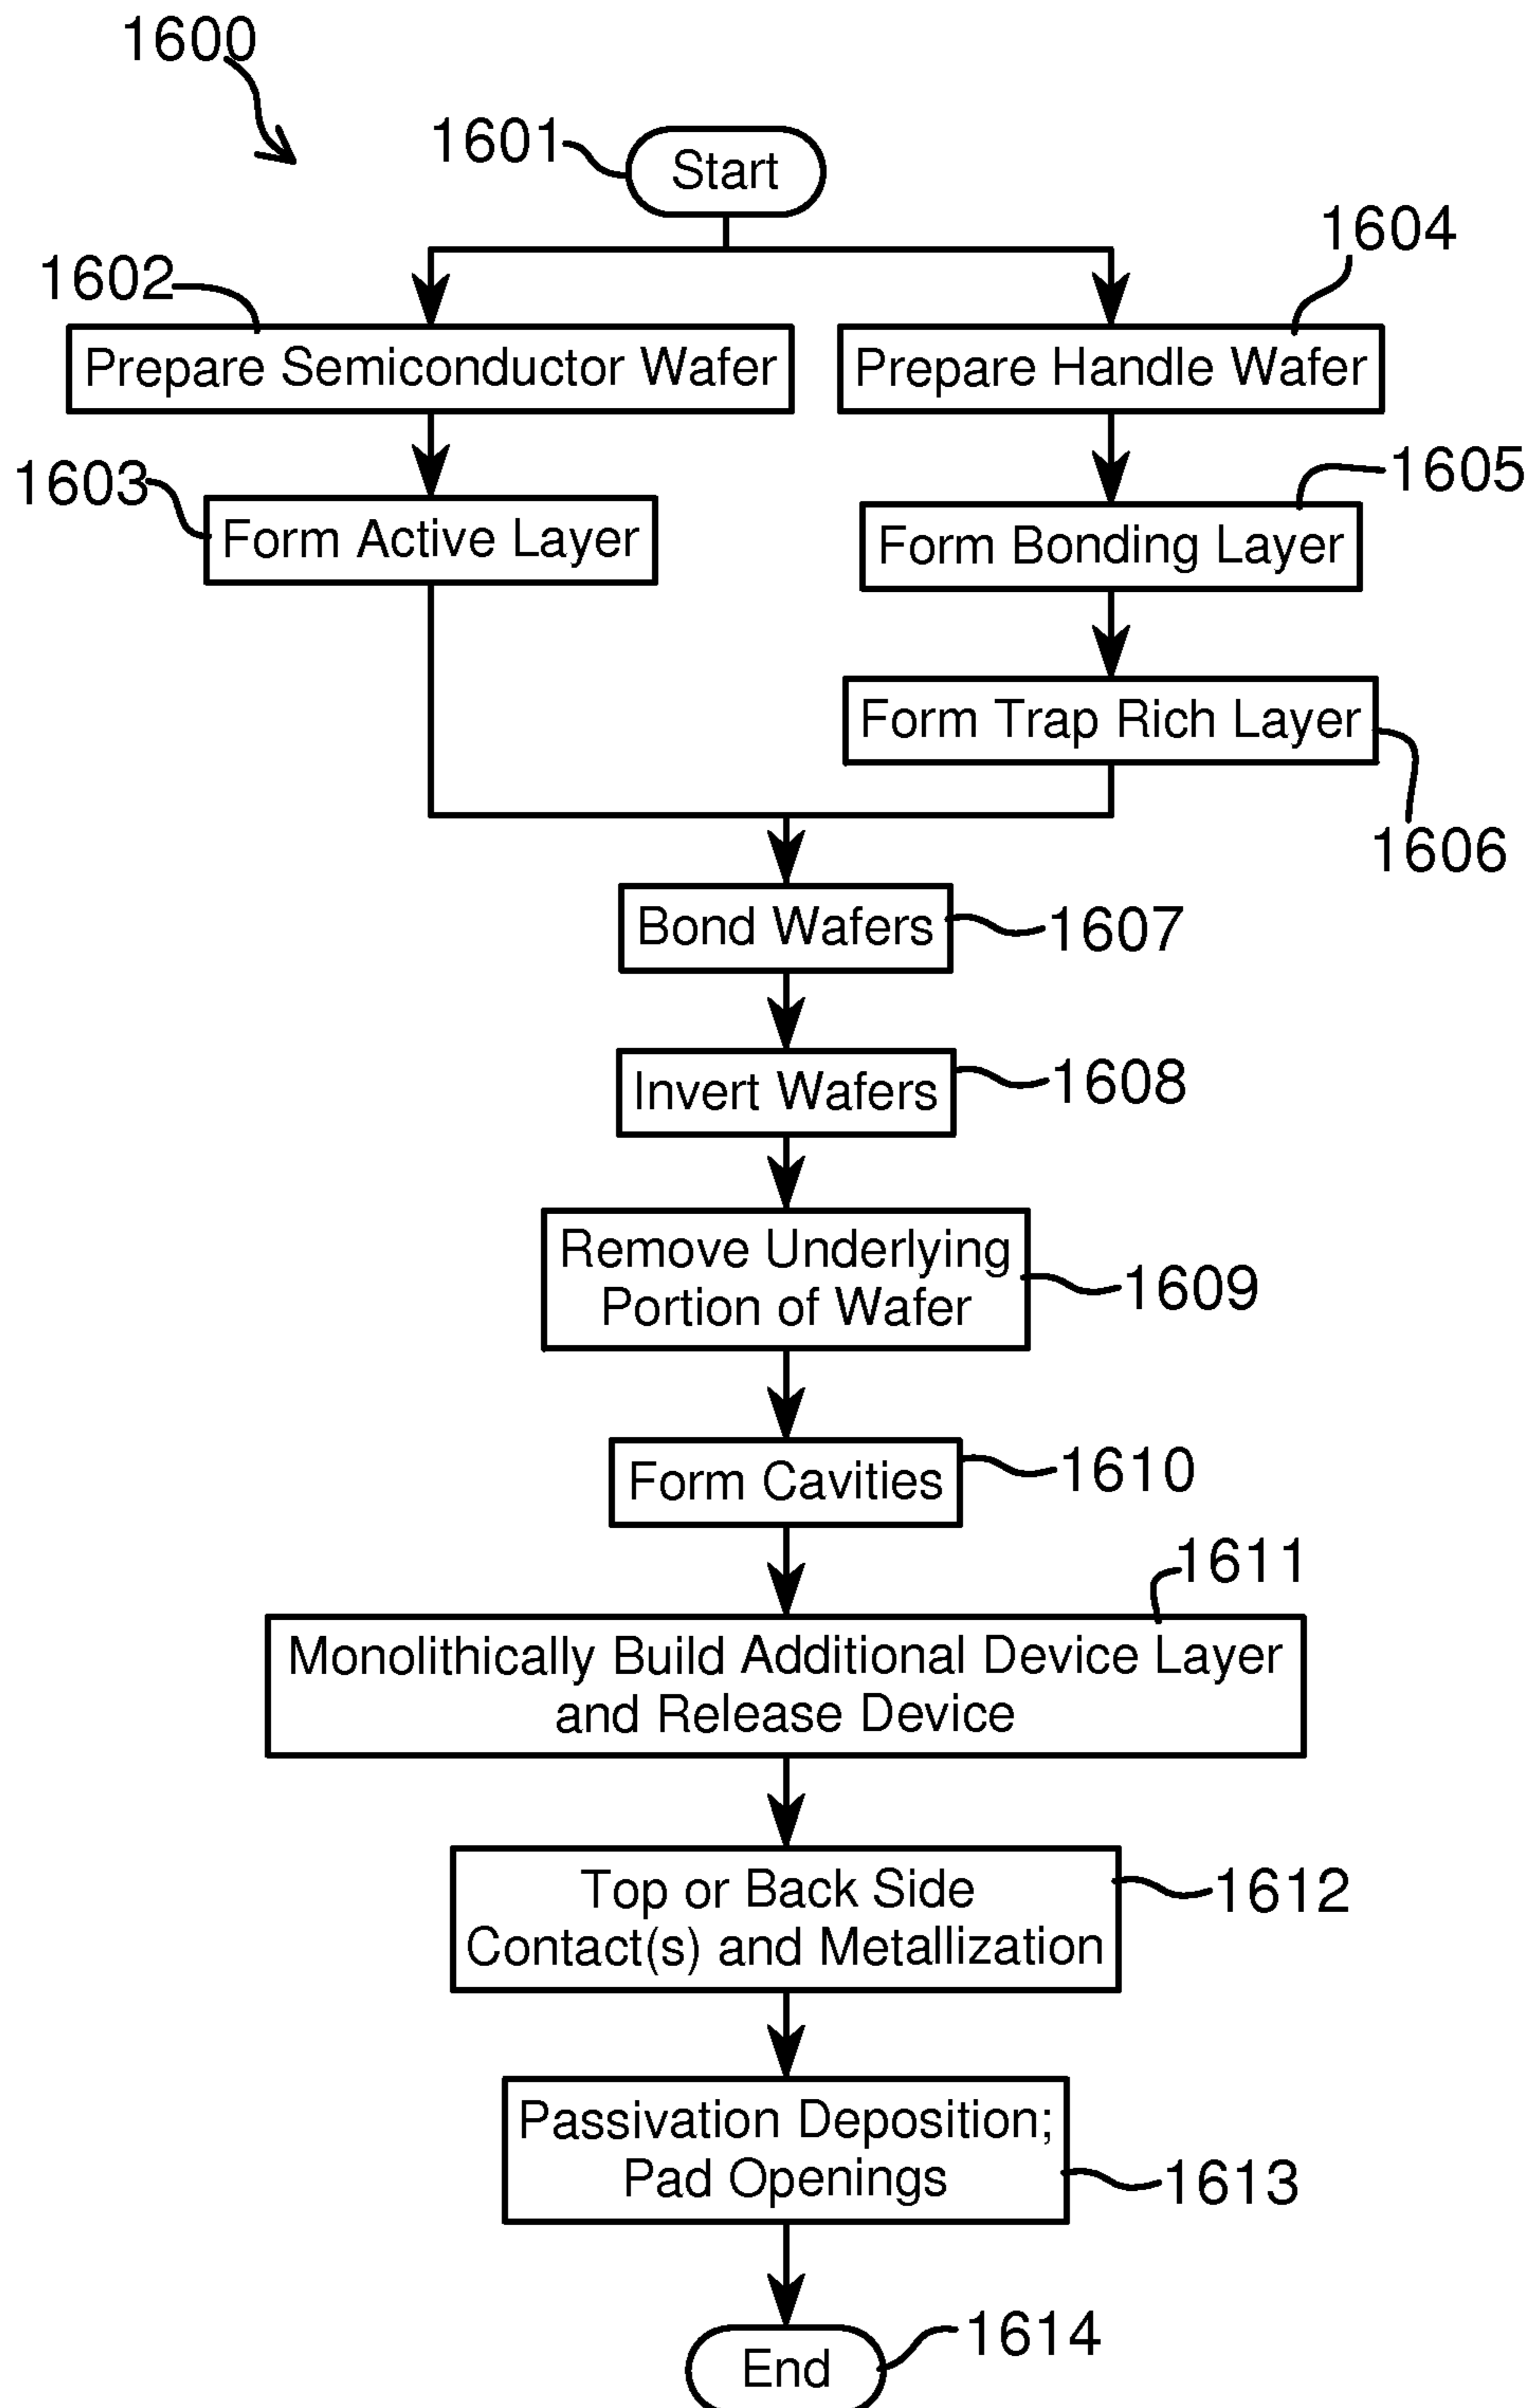 1600
1601
Start
1604
1602
Prepare Semiconductor Wafer
Prepare Handle Wafer
1603
1605
Form Active Layer
Form Bonding Layer
Form Trap Rich Layer
1606
Bond Wafers
1607
Invert Wafers
1608
Remove Underlying
Portion of Wafer
1609
Form Cavities
1610
1611
Monolithically Build Additional Device Layer
and Release Device
Top or Back Side
Contact(s) and Metallization
1612
Passivation Deposition;
Pad Openings
1613
End
1614